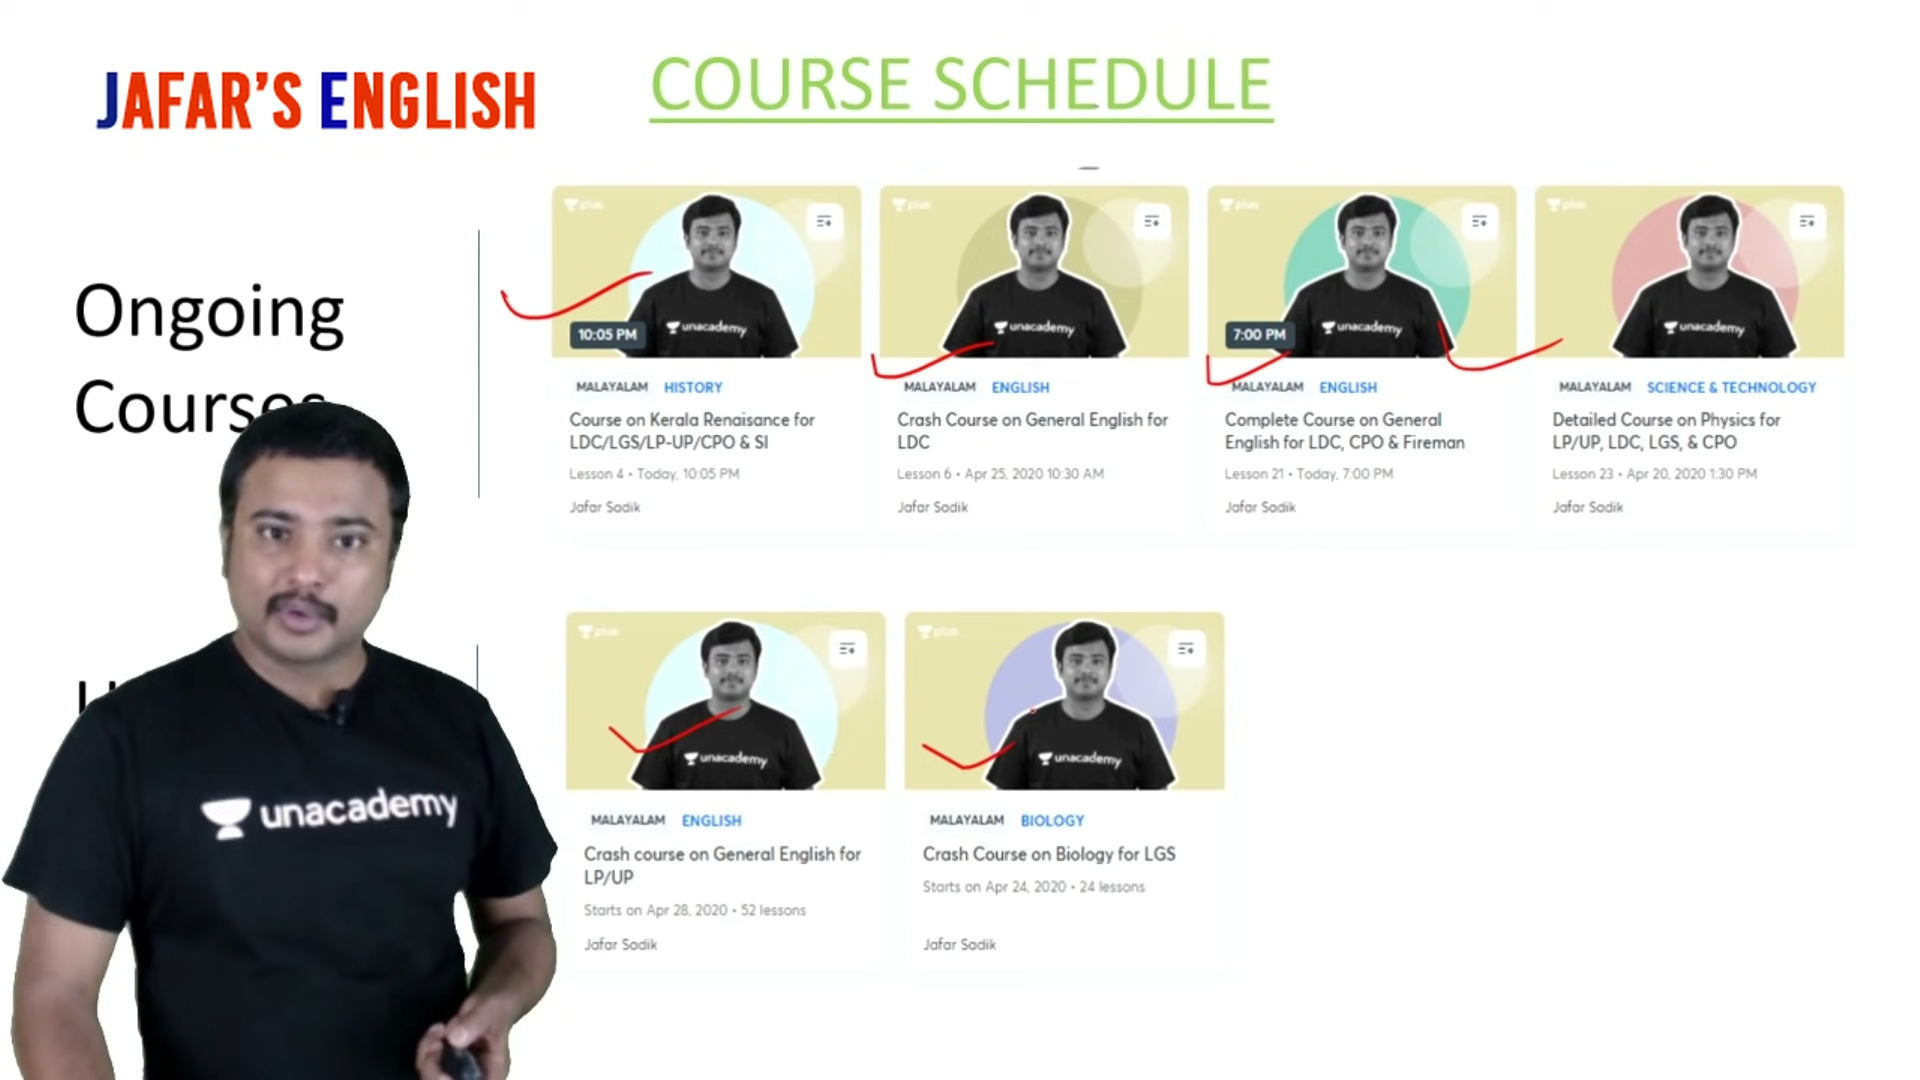 JAFAR'S ENGLISH
COURSE SCHEDULE
Ongoing
Courses
plus
10:05 PM
unacademy
MALAYALAM HISTORY
Course on Kerala Renaisance for
LDC/LGS/LP-UP/CPO & SI
Lesson 4 • Today, 10:05 PM
Jafar Sadik
plus
unacademy
MALAYALAM ENGLISH
Crash Course on General English for
LDC
Lesson 6 • Apr 25, 2020 10:30 AM
Jafar Sadik
plus
7:00 PM
unacademy
MALAYALAM ENGLISH
Complete Course on General
English for LDC, CPO & Fireman
Lesson 21 • Today, 7:00 PM
Jafar Sadik
plus
unacademy
MALAYALAM SCIENCE & TECHNOLOGY
Detailed Course on Physics for
LP/UP, LDC, LGS, & CPO
Lesson 23 • Apr 20, 2020 1:30 PM
Jafar Sadik
plus
unacademy
MALAYALAM ENGLISH
Crash course on General English for
LP/UP
Starts on Apr 28, 2020 • 52 lessons
Jafar Sadik
plus
unacademy
MALAYALAM BIOLOGY
Crash Course on Biology for LGS
Starts on Apr 24, 2020 • 24 lessons
Jafar Sadik
unacademy